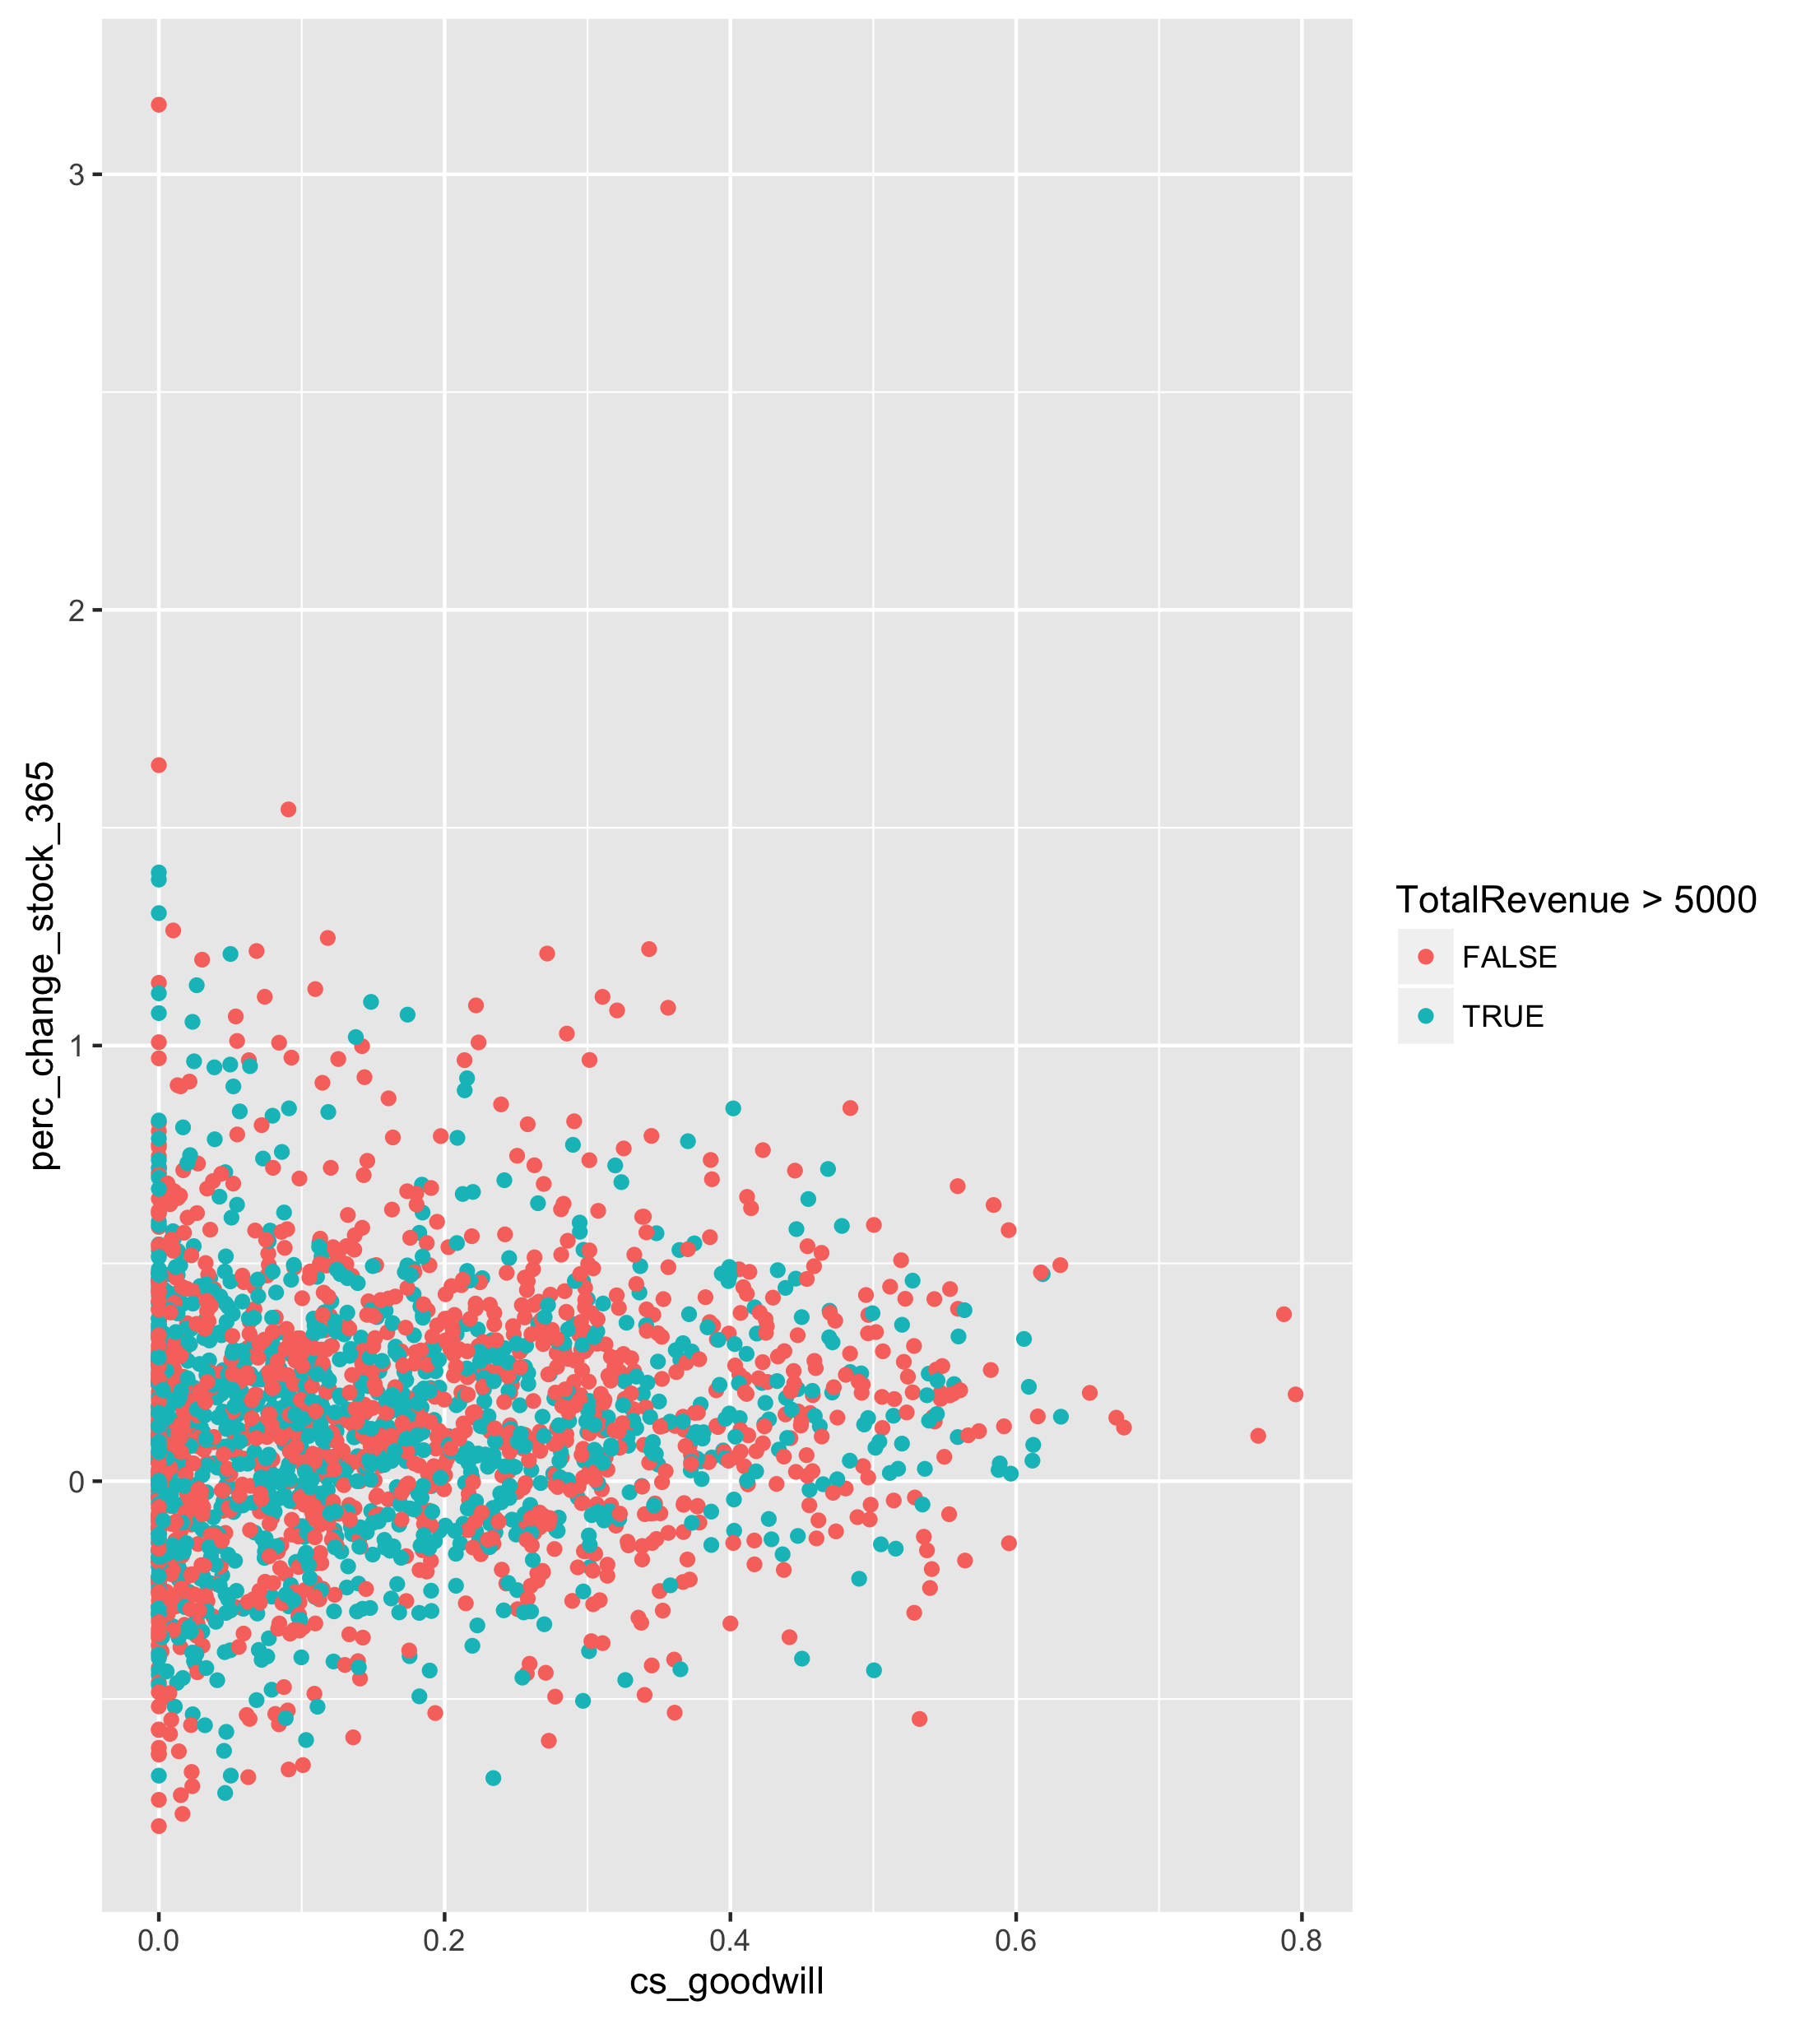 3
2
1
0
perc_change_stock_365
0.0 0.2 0.4 0.6 0.8
cs_goodwill
TotalRevenue > 5000
FALSE
TRUE